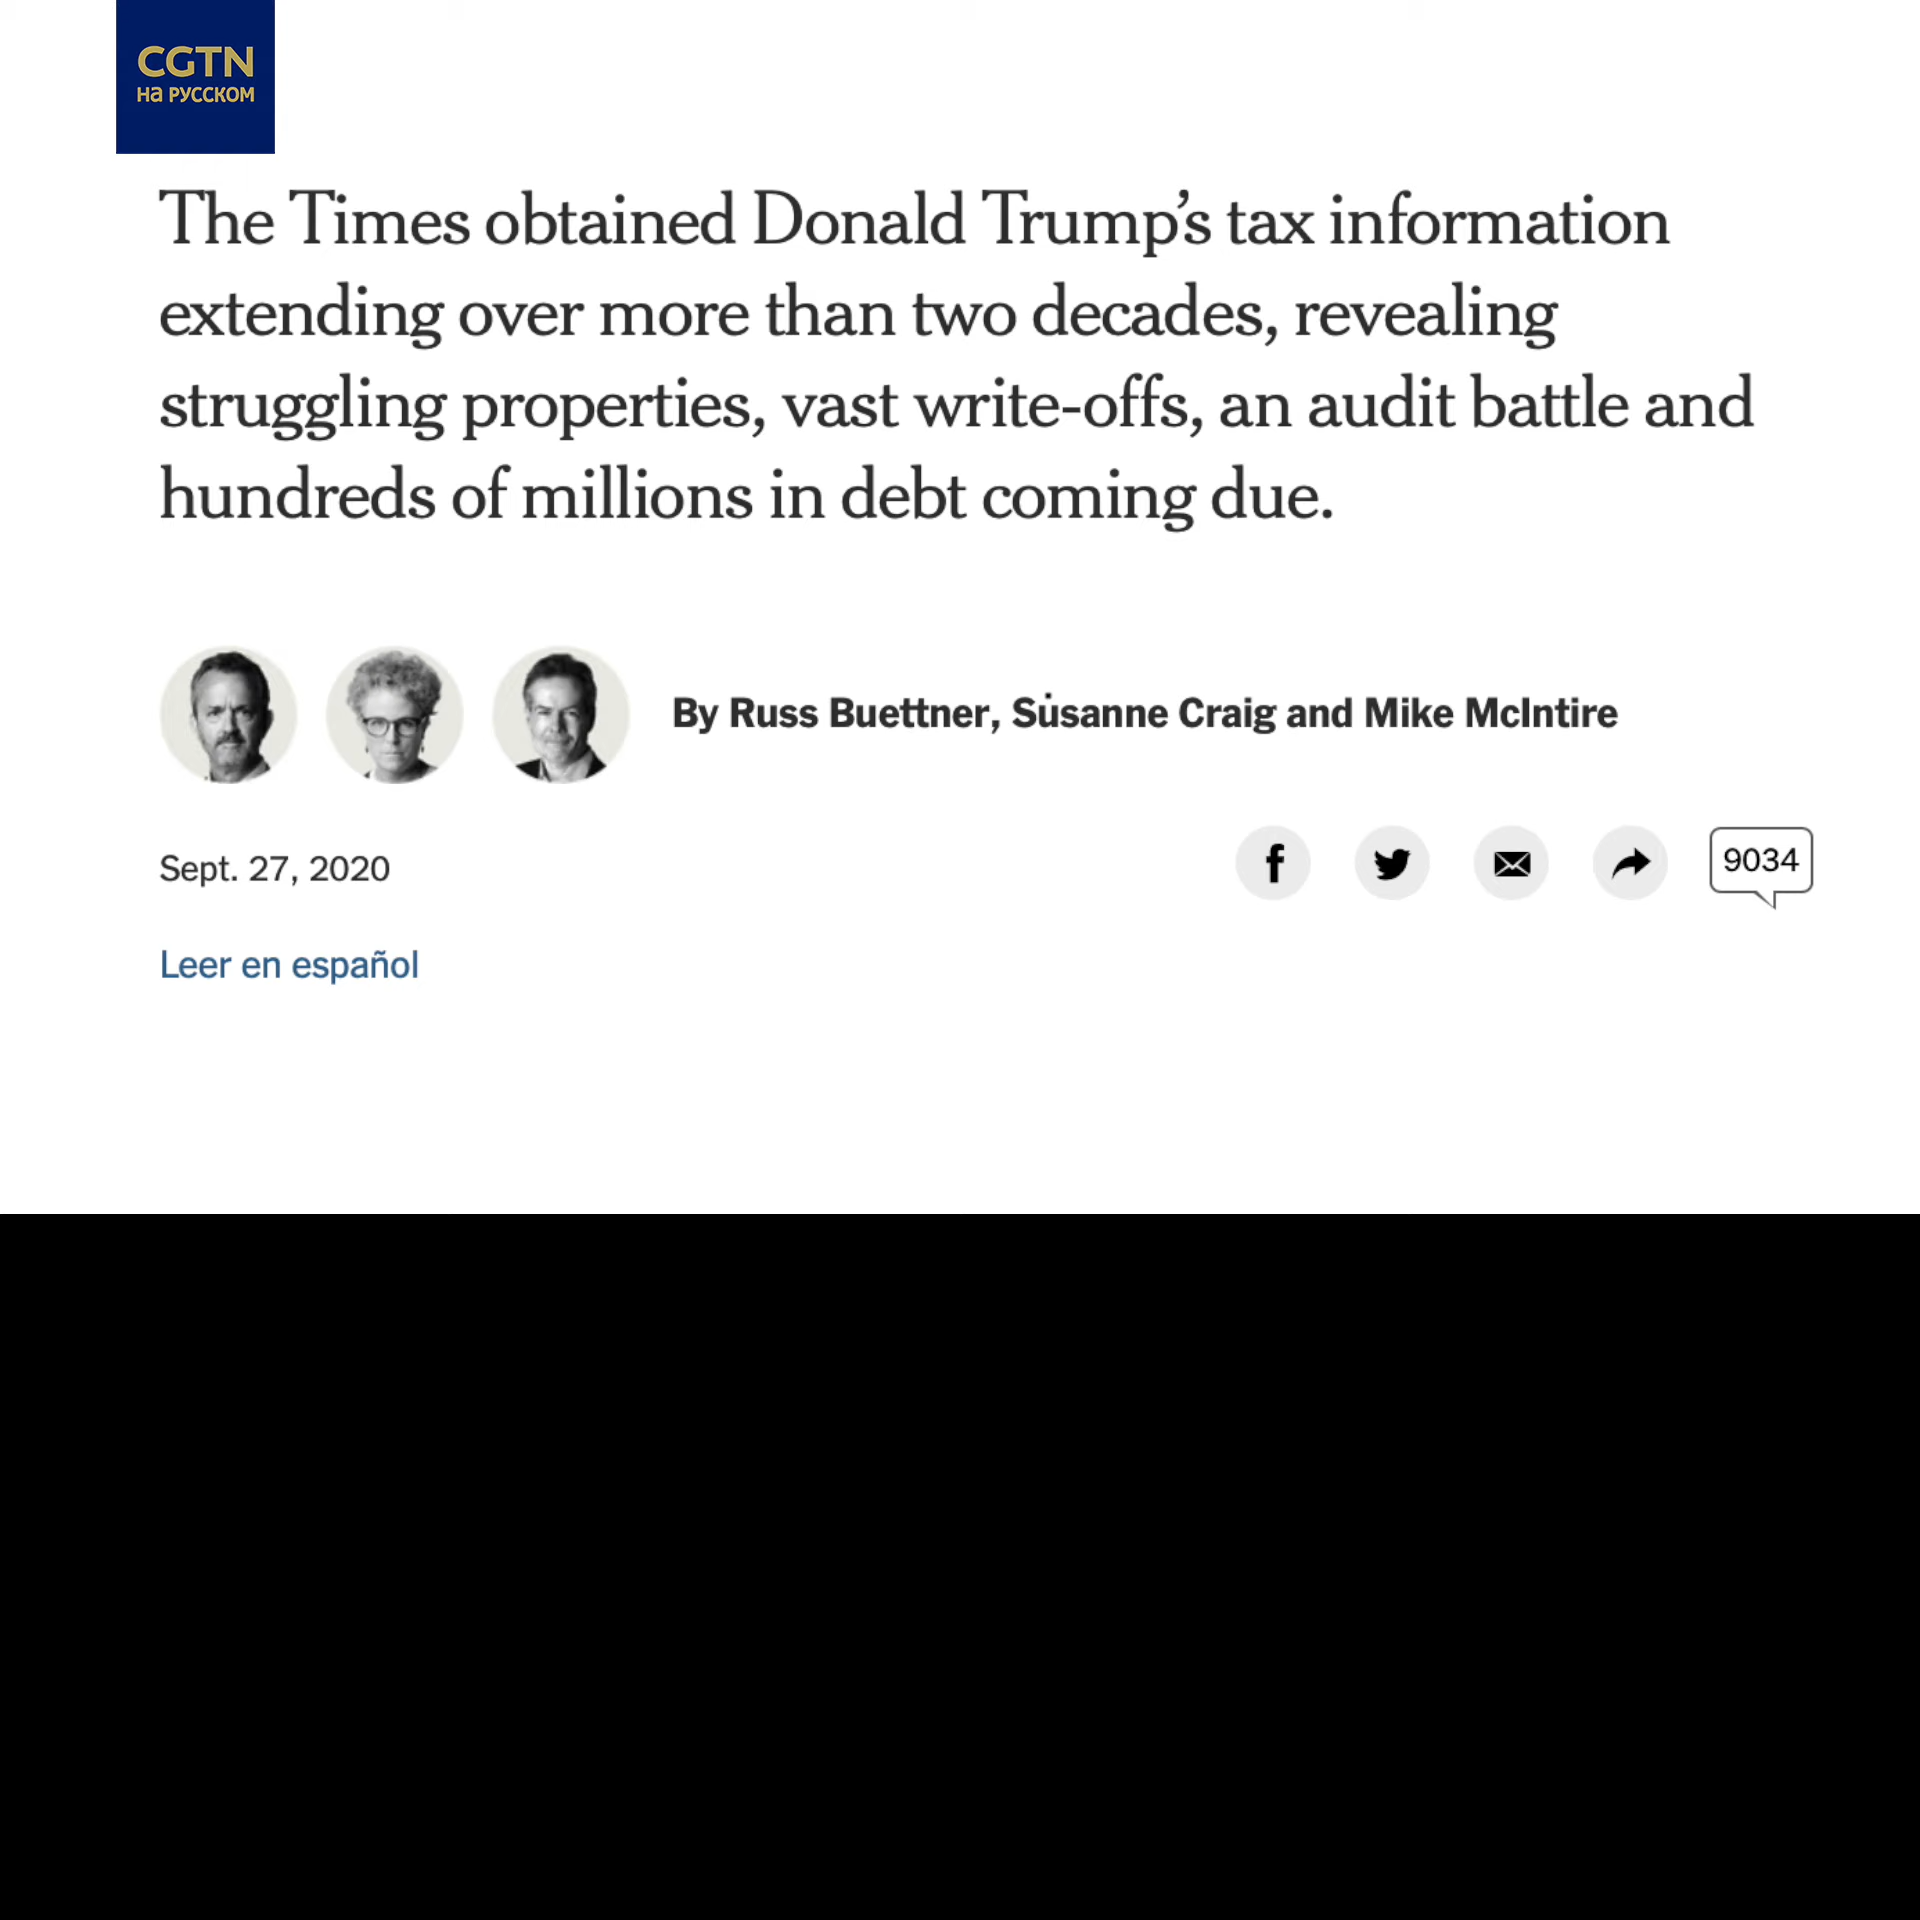 CGTN
на русском
The Times obtained Donald Trump’s tax information
extending over more than two decades, revealing
struggling properties, vast write-offs, an audit battle and
hundreds of millions in debt coming due.
By Russ Buettner, Susanne Craig and Mike McIntire
Sept. 27, 2020
9034
Leer en español